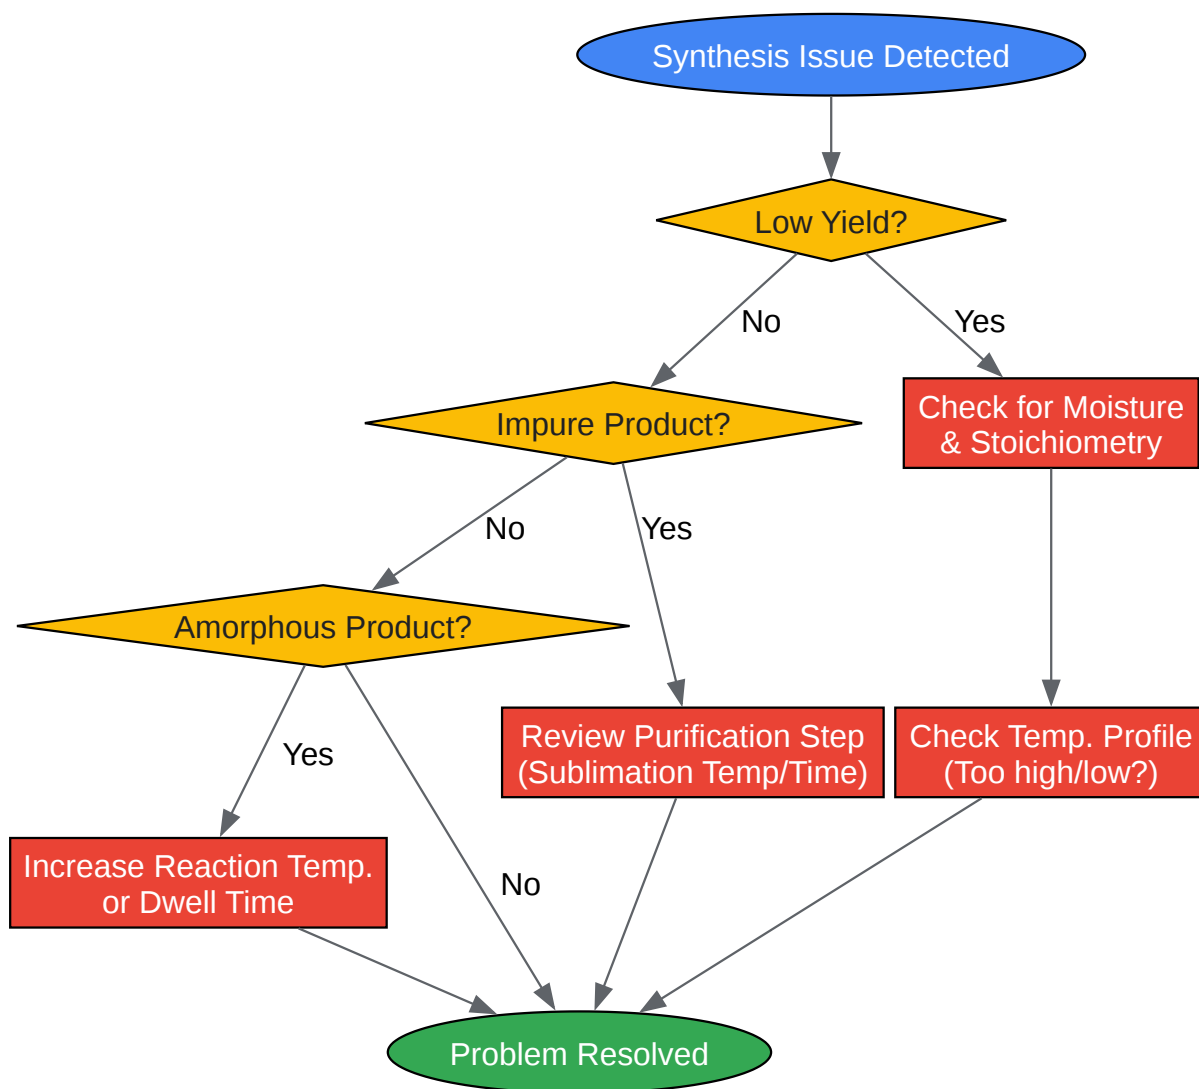 Synthesis Issue Detected
Low Yield?
No
Yes
Impure Product?
Check for Moisture
& Stoichiometry
No
Yes
Amorphous Product?
Yes
Review Purification Step
(Sublimation Temp/Time)
Check Temp. Profile
(Too high/low?)
Increase Reaction Temp.
or Dwell Time
No
Problem Resolved